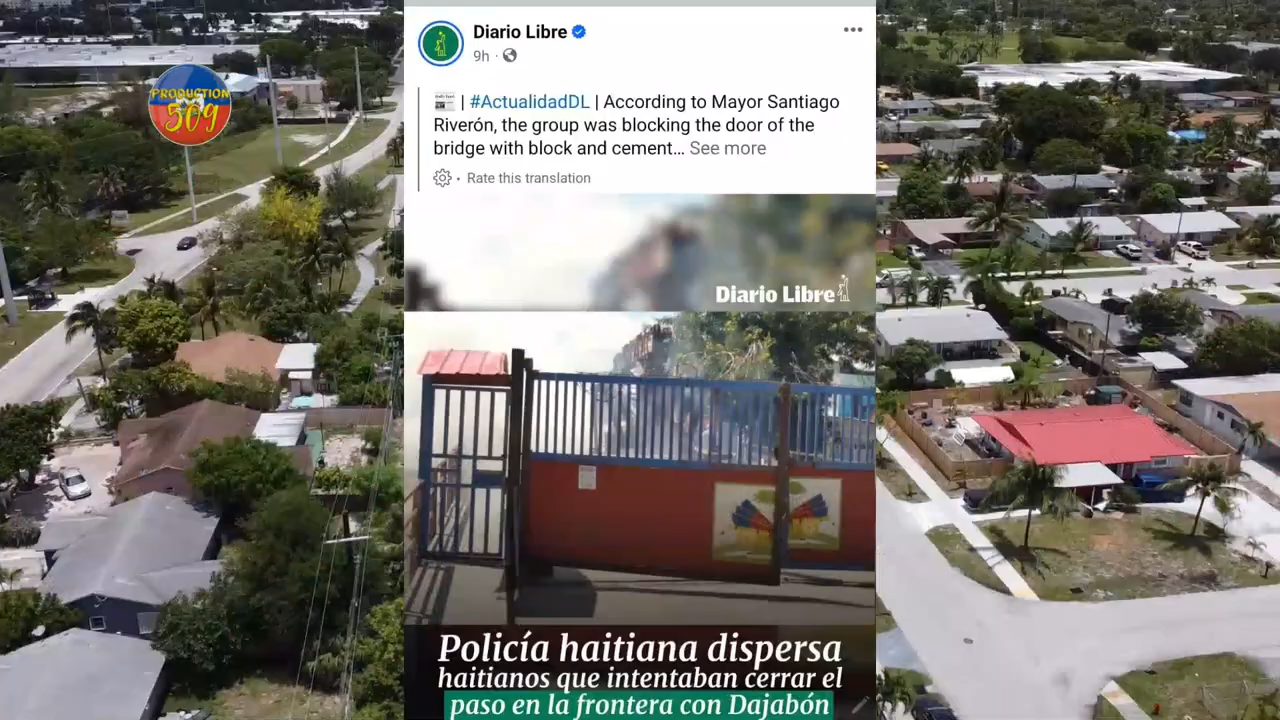 PRODUCTION
509
Diario Libre
9h
| #ActualidadDL | According to Mayor Santiago
Riverón, the group was blocking the door of the
bridge with block and cement... See more
Rate this translation
Diario Libre
Policía haitiana dispersa
haitianos que intentaban cerrar el
paso en la frontera con Dajabón